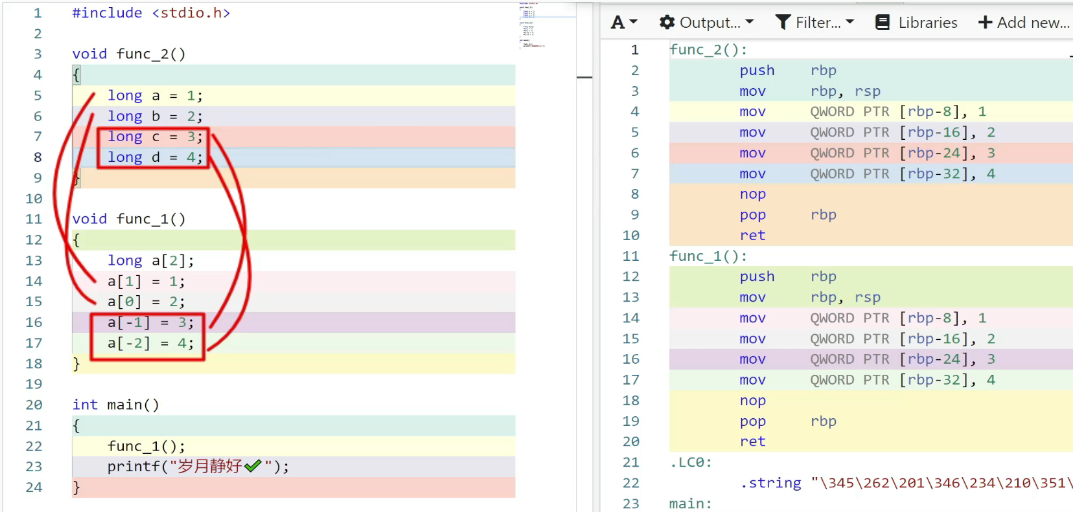 1 #include <stdio.h>
2
3 void func_2()
4 {
5 long a = 1;
6 long b = 2;
7 long c = 3;
8 long d = 4;
9 }
10
11 void func_1()
12 {
13 long a[2];
14 a[1] = 1;
15 a[0] = 2;
16 a[-1] = 3;
17 a[-2] = 4;
18 }
19
20 int main()
21 {
22 func_1();
23 printf("岁月静好✔");
24 }
A Output... Filter... Libraries + Add new...
1 func_2():
2 push rbp
3 mov rbp, rsp
4 mov QWORD PTR [rbp-8], 1
5 mov QWORD PTR [rbp-16], 2
6 mov QWORD PTR [rbp-24], 3
7 mov QWORD PTR [rbp-32], 4
8 nop
9 pop rbp
10 ret
11 func_1():
12 push rbp
13 mov rbp, rsp
14 mov QWORD PTR [rbp-8], 1
15 mov QWORD PTR [rbp-16], 2
16 mov QWORD PTR [rbp-24], 3
17 mov QWORD PTR [rbp-32], 4
18 nop
19 pop rbp
20 ret
21 .LC0:
22 .string "\345\262\201\346\234\210\351\
23 main: